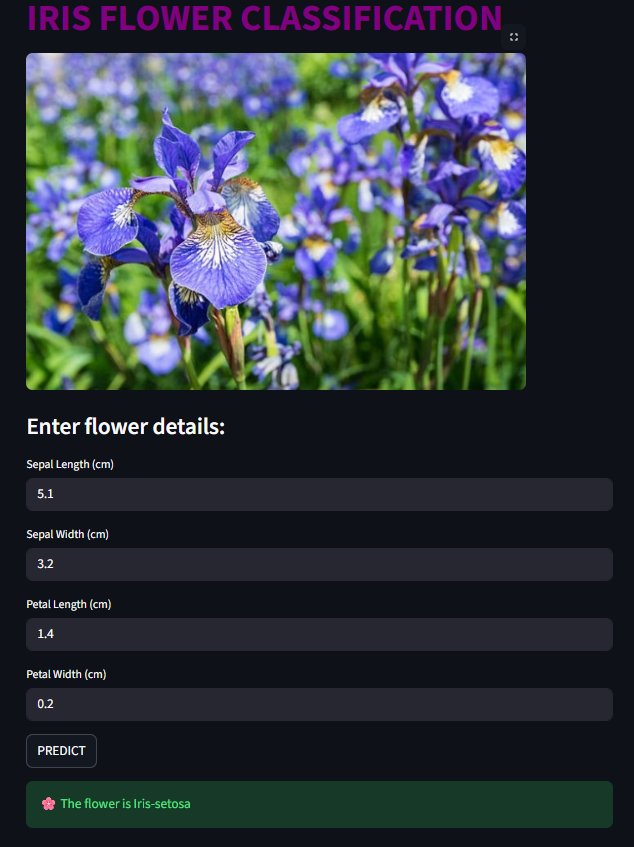 IRIS FLOWER CLASSIFICATION
Enter flower details:
Sepal Length (cm)
5.1
Sepal Width (cm)
3.2
Petal Length (cm)
1.4
Petal Width (cm)
0.2
PREDICT
🌸 The flower is Iris-setosa